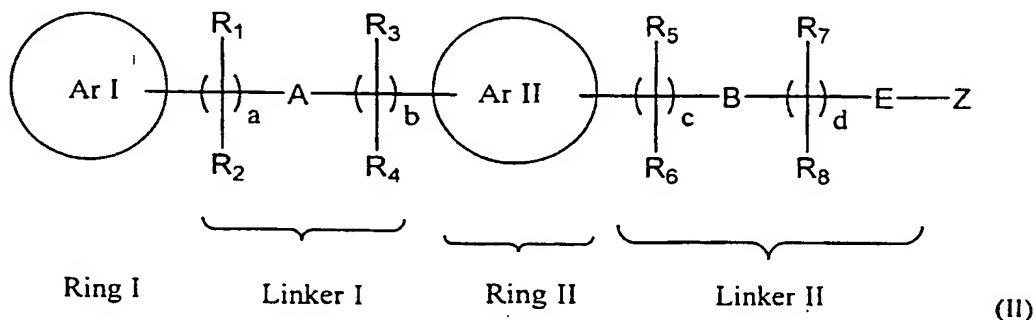 R₁ R₃ R₅ R₇
Ar I ( )a A ( )b Ar II ( )c B ( )d E Z
R₂ R₄ R₆ R₈
Ring I Linker I Ring II Linker II (II)